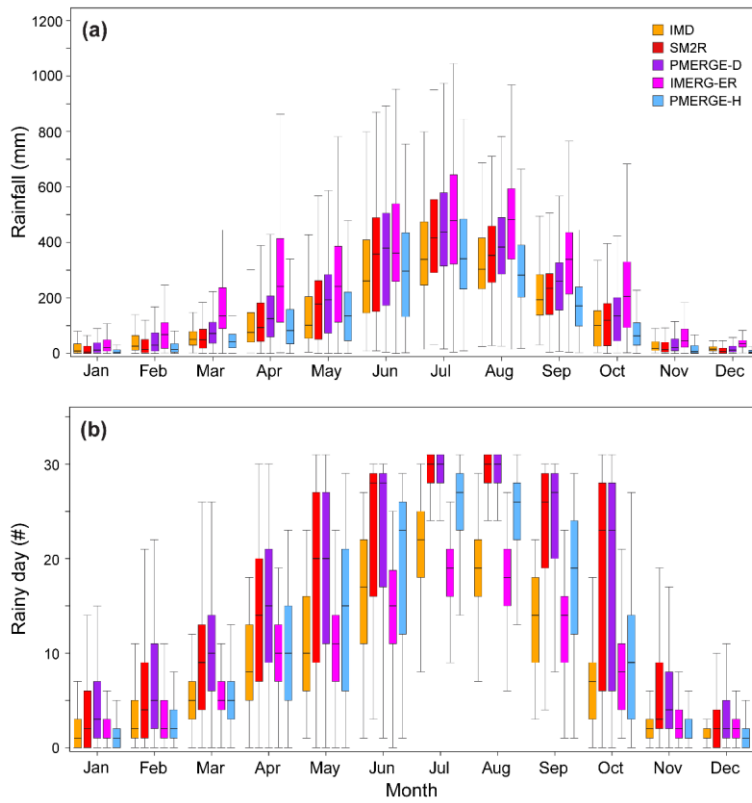 (a)
IMD
SM2R
PMERGE-D
IMERG-ER
PMERGE-H
Rainfall (mm)
1200
1000
800
600
400
200
0
Jan Feb Mar Apr May Jun Jul Aug Sep Oct Nov Dec
(b)
Rainy day (#)
30
20
10
0
Jan Feb Mar Apr May Jun Jul Aug Sep Oct Nov Dec
Month